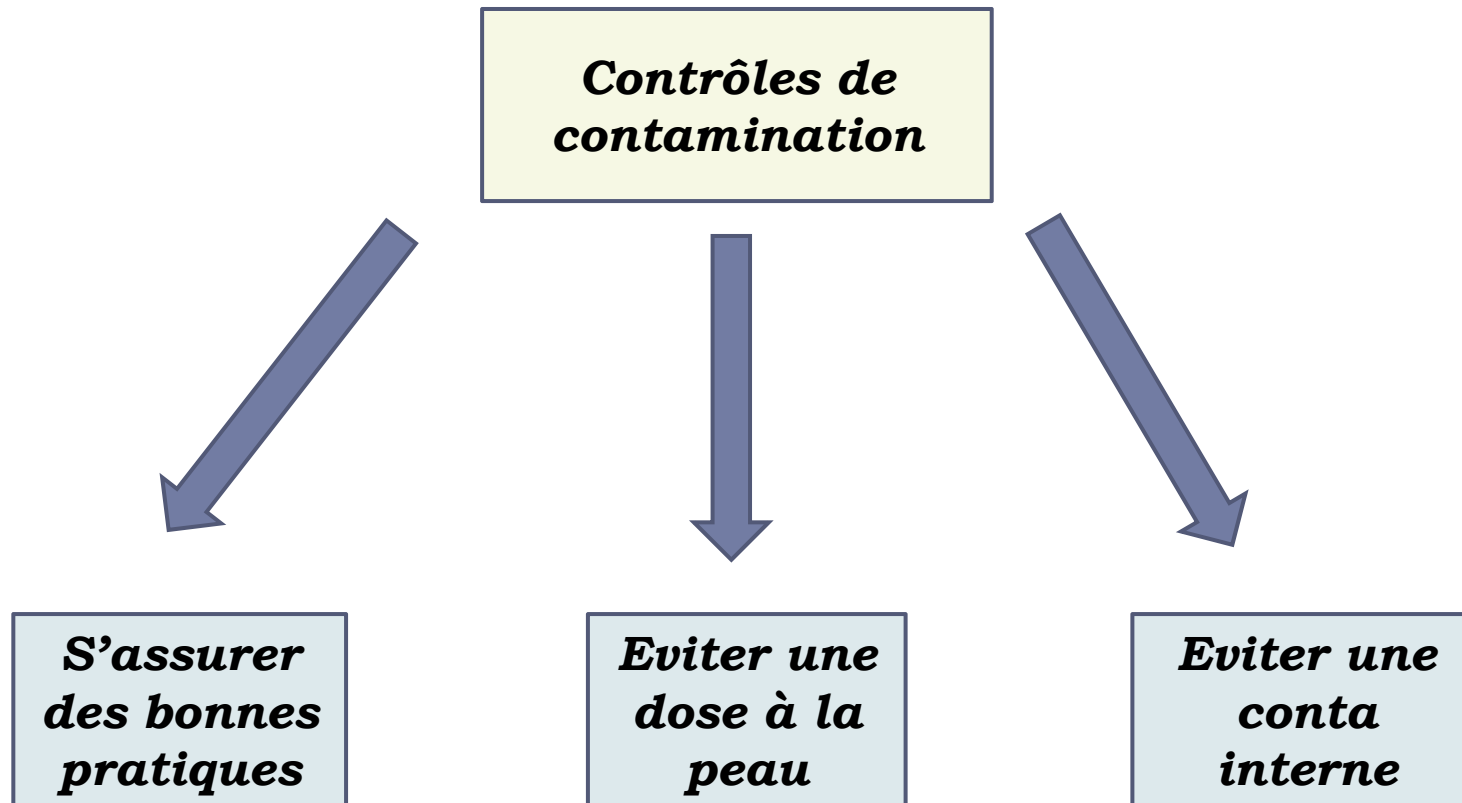 Contrôles de
contamination
S’assurer
des bonnes
pratiques
Eviter une
dose à la
peau
Eviter une
conta
interne